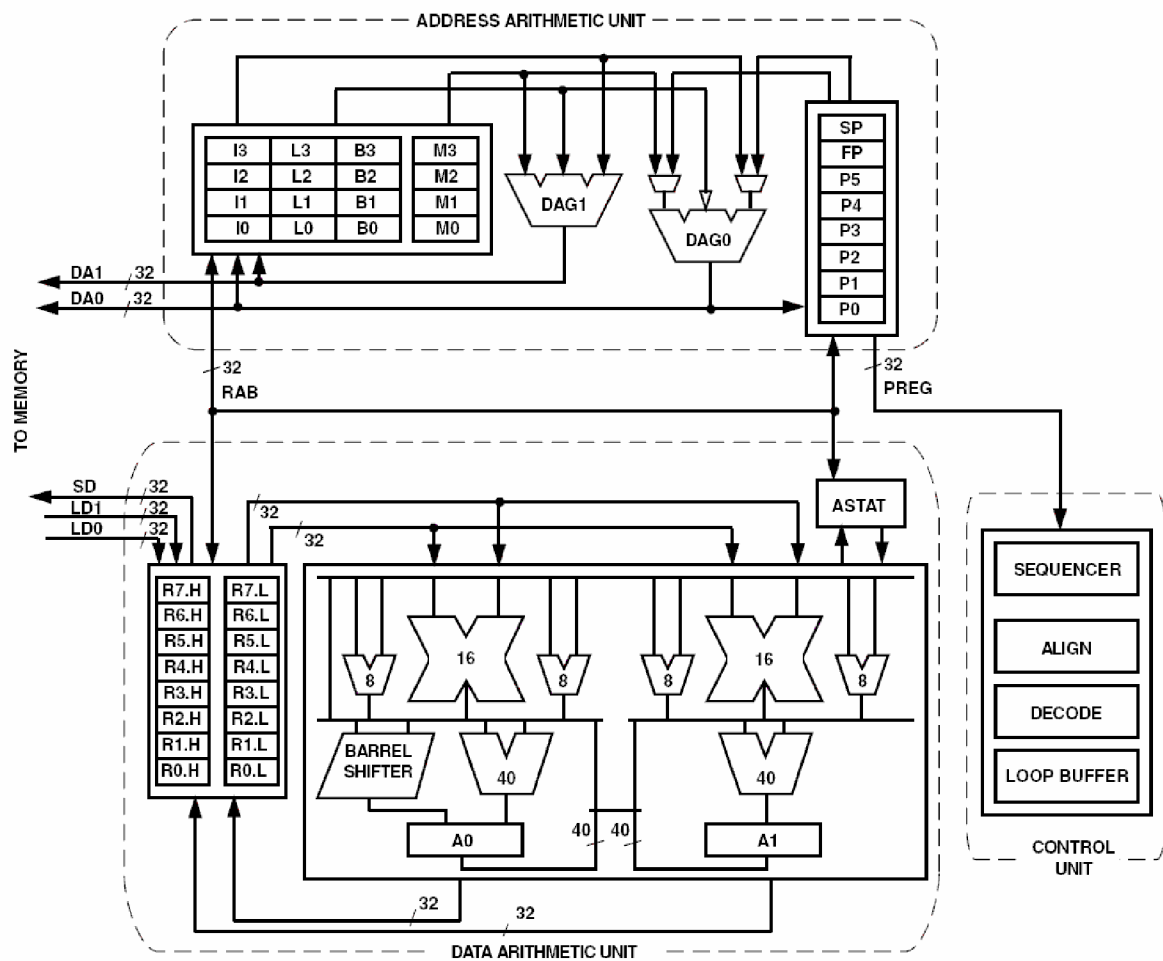 ADDRESS ARITHMETIC UNIT
I3 L3 B3 M3
I2 L2 B2 M2
I1 L1 B1 M1
I0 L0 B0 M0
DAG1
DAG0
SP
FP
P5
P4
P3
P2
P1
P0
DA1 32
DA0 32
32
RAB
32
PREG
TO MEMORY
SD 32
LD1 32
LD0 32
32
32
ASTAT
R7.H R7.L
R6.H R6.L
R5.H R5.L
R4.H R4.L
R3.H R3.L
R2.H R2.L
R1.H R1.L
R0.H R0.L
8 16 8 8 16 8
BARREL
SHIFTER
40
40
A0
40 40
A1
32
32
DATA ARITHMETIC UNIT
SEQUENCER
ALIGN
DECODE
LOOP BUFFER
CONTROL
UNIT